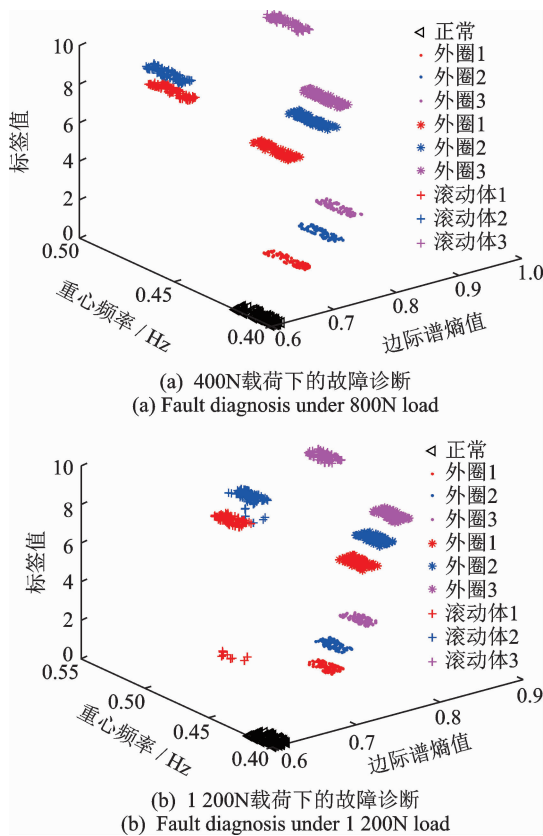 正常
外圈1
外圈2
外圈3
外圈1
外圈2
外圈3
滚动体1
滚动体2
滚动体3
10
8
6
4
2
0
标签值
0.50
0.45
0.40
重心频率 / Hz
0.6
0.7
0.8
0.9
1.0
边际谱熵值
(a) 400N载荷下的故障诊断
(a) Fault diagnosis under 800N load
正常
外圈1
外圈2
外圈3
外圈1
外圈2
外圈3
滚动体1
滚动体2
滚动体3
10
8
6
4
2
0
标签值
0.55
0.50
0.45
0.40
重心频率 / Hz
0.6
0.7
0.8
0.9
边际谱熵值
(b) 1 200N载荷下的故障诊断
(b) Fault diagnosis under 1 200N load